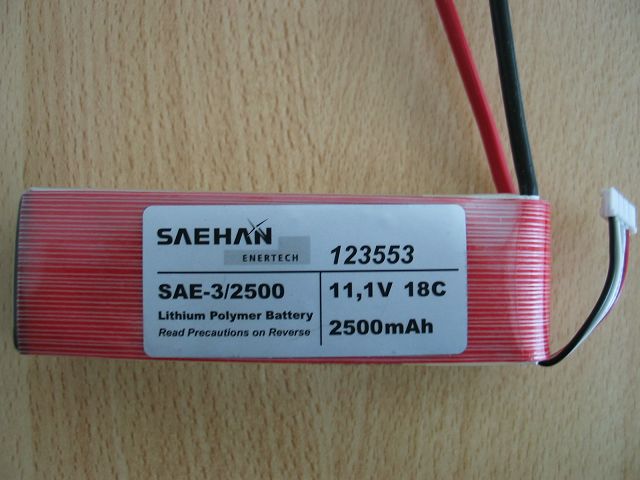 SAEHAN
ENERTECH
123553
SAE-3/2500
11,1V 18C
Lithium Polymer Battery
Read Precautions on Reverse
2500mAh